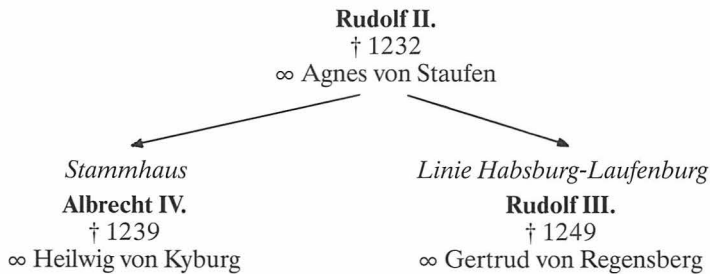 Rudolf II.
† 1232
∞ Agnes von Staufen
Stammhaus
Albrecht IV.
† 1239
∞ Heilwig von Kyburg
Linie Habsburg-Laufenburg
Rudolf III.
† 1249
∞ Gertrud von Regensberg